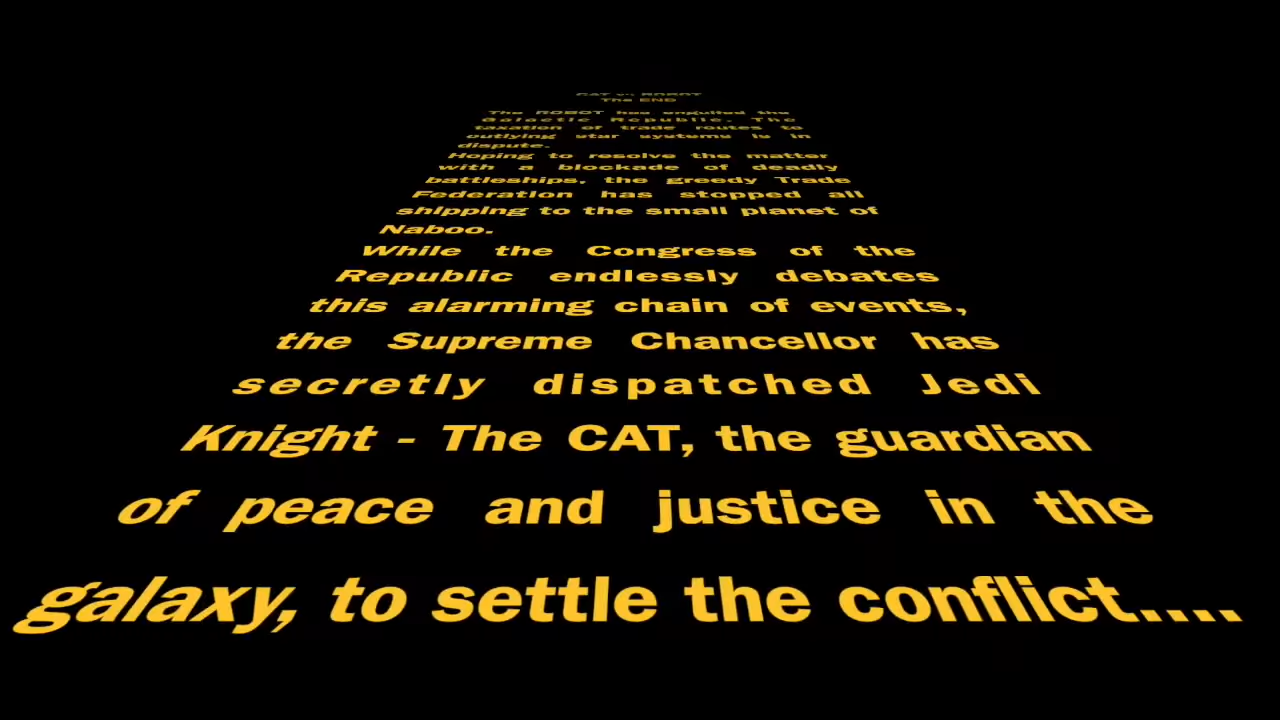 CAT vs. ROBOT
The END
The ROBOT has engulfed the
Galactic Republic. The
taxation of trade routes to
outlying star systems is in
dispute.
Hoping to resolve the matter
with a blockade of deadly
battleships, the greedy Trade
Federation has stopped all
shipping to the small planet of
Naboo.
While the Congress of the
Republic endlessly debates
this alarming chain of events,
the Supreme Chancellor has
secretly dispatched Jedi
Knight - The CAT, the guardian
of peace and justice in the
galaxy, to settle the conflict....